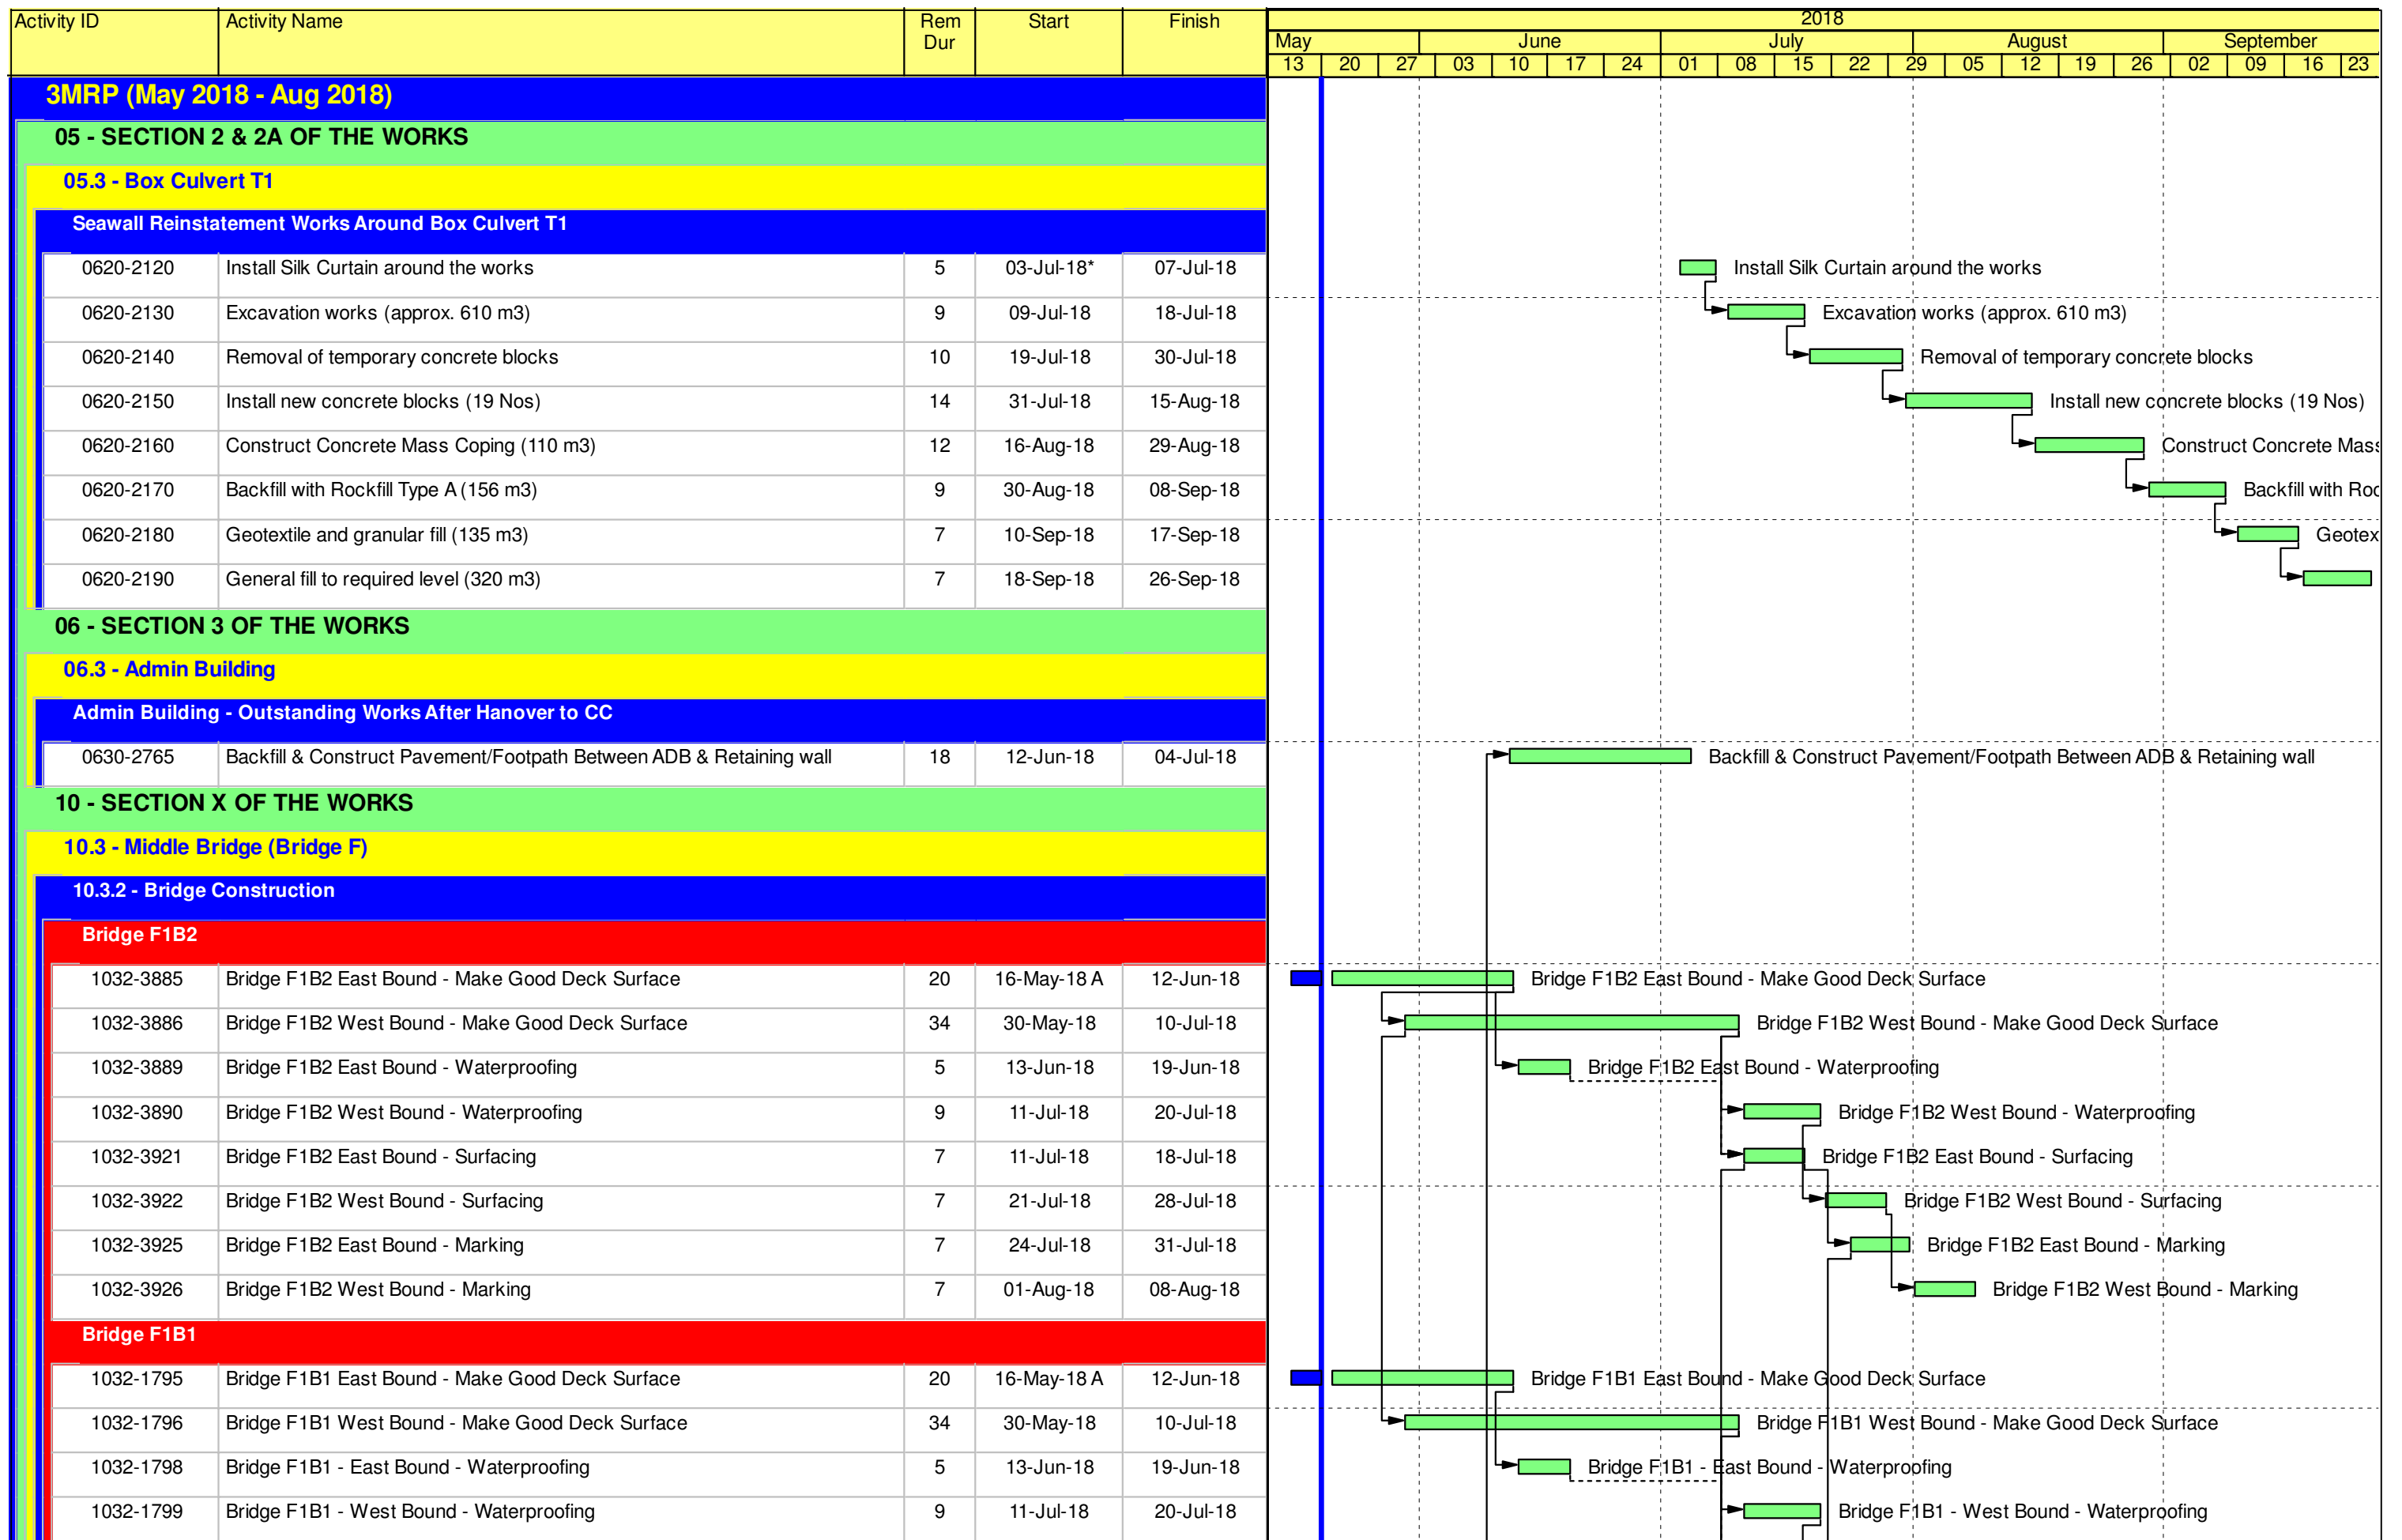 Activity ID Activity Name Rem Dur Start Finish 2018
May June July August September
13 20 27 03 10 17 24 01 08 15 22 29 05 12 19 26 02 09 16 23
3MRP (May 2018 - Aug 2018)
05 - SECTION 2 & 2A OF THE WORKS
05.3 - Box Culvert T1
Seawall Reinstatement Works Around Box Culvert T1
0620-2120 Install Silk Curtain around the works 5 03-Jul-18* 07-Jul-18 Install Silk Curtain around the works
0620-2130 Excavation works (approx. 610 m3) 9 09-Jul-18 18-Jul-18 Excavation works (approx. 610 m3)
0620-2140 Removal of temporary concrete blocks 10 19-Jul-18 30-Jul-18 Removal of temporary concrete blocks
0620-2150 Install new concrete blocks (19 Nos) 14 31-Jul-18 15-Aug-18 Install new concrete blocks (19 Nos)
0620-2160 Construct Concrete Mass Coping (110 m3) 12 16-Aug-18 29-Aug-18 Construct Concrete Mass
0620-2170 Backfill with Rockfill Type A (156 m3) 9 30-Aug-18 08-Sep-18 Backfill with Roc
0620-2180 Geotextile and granular fill (135 m3) 7 10-Sep-18 17-Sep-18 Geotex
0620-2190 General fill to required level (320 m3) 7 18-Sep-18 26-Sep-18
06 - SECTION 3 OF THE WORKS
06.3 - Admin Building
Admin Building - Outstanding Works After Hanover to CC
0630-2765 Backfill & Construct Pavement/Footpath Between ADB & Retaining wall 18 12-Jun-18 04-Jul-18 Backfill & Construct Pavement/Footpath Between ADB & Retaining wall
10 - SECTION X OF THE WORKS
10.3 - Middle Bridge (Bridge F)
10.3.2 - Bridge Construction
Bridge F1B2
1032-3885 Bridge F1B2 East Bound - Make Good Deck Surface 20 16-May-18 A 12-Jun-18 Bridge F1B2 East Bound - Make Good Deck Surface
1032-3886 Bridge F1B2 West Bound - Make Good Deck Surface 34 30-May-18 10-Jul-18 Bridge F1B2 West Bound - Make Good Deck Surface
1032-3889 Bridge F1B2 East Bound - Waterproofing 5 13-Jun-18 19-Jun-18 Bridge F1B2 East Bound - Waterproofing
1032-3890 Bridge F1B2 West Bound - Waterproofing 9 11-Jul-18 20-Jul-18 Bridge F1B2 West Bound - Waterproofing
1032-3921 Bridge F1B2 East Bound - Surfacing 7 11-Jul-18 18-Jul-18 Bridge F1B2 East Bound - Surfacing
1032-3922 Bridge F1B2 West Bound - Surfacing 7 21-Jul-18 28-Jul-18 Bridge F1B2 West Bound - Surfacing
1032-3925 Bridge F1B2 East Bound - Marking 7 24-Jul-18 31-Jul-18 Bridge F1B2 East Bound - Marking
1032-3926 Bridge F1B2 West Bound - Marking 7 01-Aug-18 08-Aug-18 Bridge F1B2 West Bound - Marking
Bridge F1B1
1032-1795 Bridge F1B1 East Bound - Make Good Deck Surface 20 16-May-18 A 12-Jun-18 Bridge F1B1 East Bound - Make Good Deck Surface
1032-1796 Bridge F1B1 West Bound - Make Good Deck Surface 34 30-May-18 10-Jul-18 Bridge F1B1 West Bound - Make Good Deck Surface
1032-1798 Bridge F1B1 - East Bound - Waterproofing 5 13-Jun-18 19-Jun-18 Bridge F1B1 - East Bound - Waterproofing
1032-1799 Bridge F1B1 - West Bound - Waterproofing 9 11-Jul-18 20-Jul-18 Bridge F1B1 - West Bound - Waterproofing